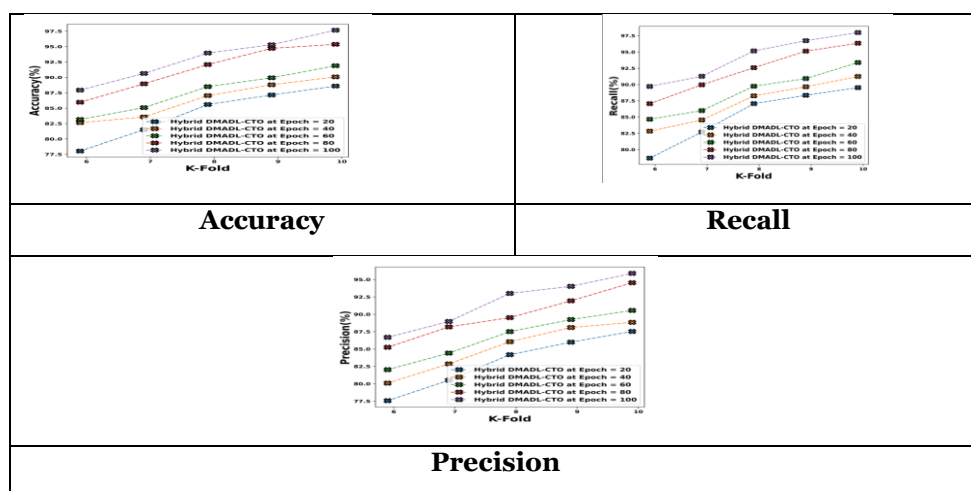 97.5
95.0
92.5
90.0
87.5
85.0
82.5
80.0
77.5
Accuracy(%)
Hybrid DMADL-CTO at Epoch = 20
Hybrid DMADL-CTO at Epoch = 40
Hybrid DMADL-CTO at Epoch = 60
Hybrid DMADL-CTO at Epoch = 80
Hybrid DMADL-CTO at Epoch = 100
6 7 8 9 10
K-Fold
97.5
95.0
92.5
90.0
87.5
85.0
82.5
80.0
Recall(%)
Hybrid DMADL-CTO at Epoch = 20
Hybrid DMADL-CTO at Epoch = 40
Hybrid DMADL-CTO at Epoch = 60
Hybrid DMADL-CTO at Epoch = 80
Hybrid DMADL-CTO at Epoch = 100
6 7 8 9 10
K-Fold
Accuracy
Recall
95.0
92.5
90.0
87.5
85.0
82.5
80.0
77.5
Precision(%)
Hybrid DMADL-CTO at Epoch = 20
Hybrid DMADL-CTO at Epoch = 40
Hybrid DMADL-CTO at Epoch = 60
Hybrid DMADL-CTO at Epoch = 80
Hybrid DMADL-CTO at Epoch = 100
6 7 8 9 10
K-Fold
Precision